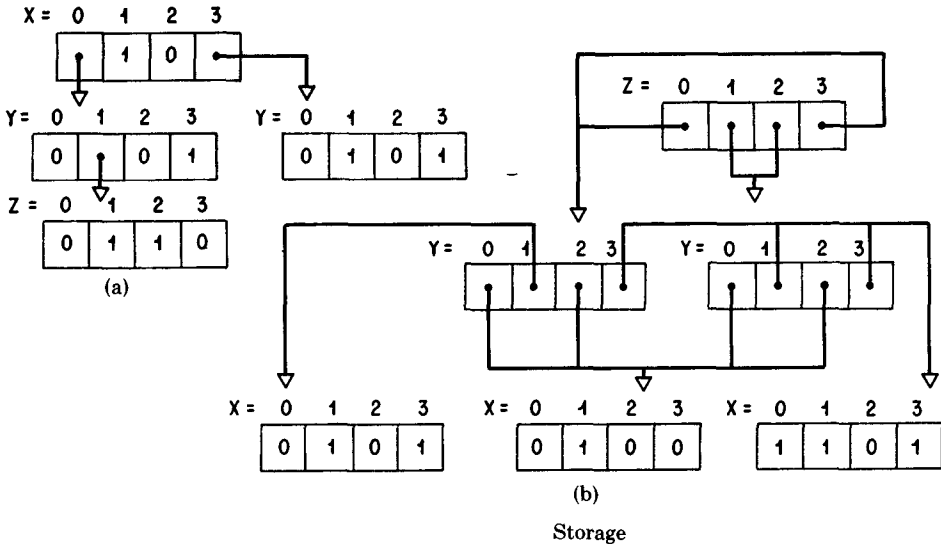 X = 0 1 2 3
1 0
Y = 0 1 2 3
0 0 1
Y = 0 1 2 3
0 1 0 1
Z = 0 1 2 3
0 1 1 0
(a)
Z = 0 1 2 3
Y = 0 1 2 3
Y = 0 1 2 3
X = 0 1 2 3
0 1 0 1
X = 0 1 2 3
0 1 0 0
X = 0 1 2 3
1 1 0 1
(b)
Storage